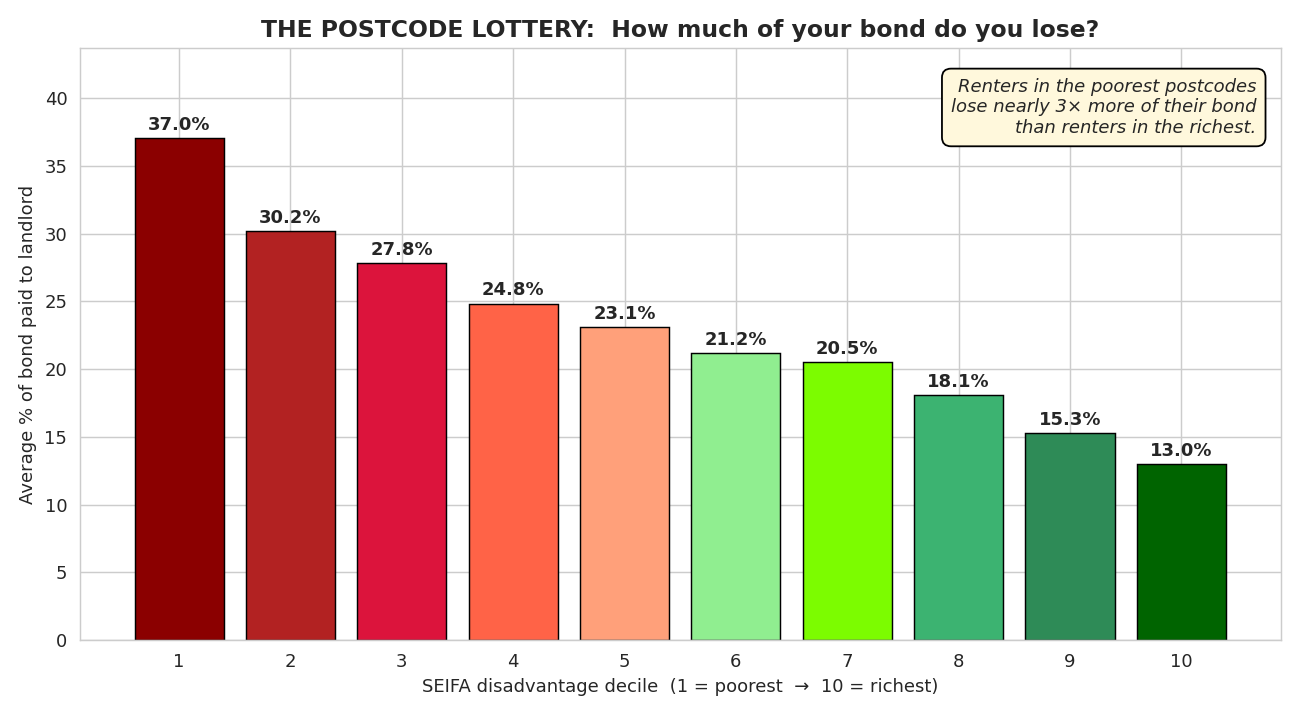 THE POSTCODE LOTTERY:  How much of your bond do you lose?
Renters in the poorest postcodes
lose nearly 3× more of their bond
than renters in the richest.
Average % of bond paid to landlord
40
35
30
25
20
15
10
5
0
37.0%
30.2%
27.8%
24.8%
23.1%
21.2%
20.5%
18.1%
15.3%
13.0%
1 2 3 4 5 6 7 8 9 10
SEIFA disadvantage decile  (1 = poorest  →  10 = richest)